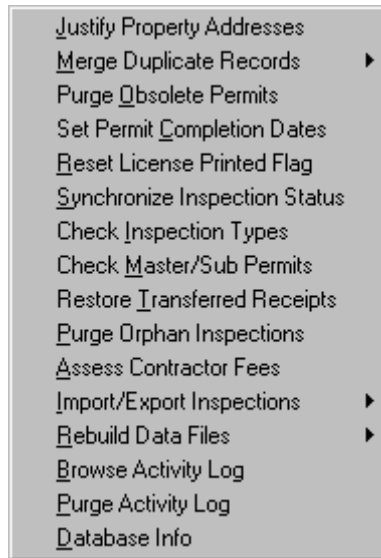 Justify Property Addresses
Merge Duplicate Records
Purge Obsolete Permits
Set Permit Completion Dates
Reset License Printed Flag
Synchronize Inspection Status
Check Inspection Types
Check Master/Sub Permits
Restore Transferred Receipts
Purge Orphan Inspections
Assess Contractor Fees
Import/Export Inspections
Rebuild Data Files
Browse Activity Log
Purge Activity Log
Database Info